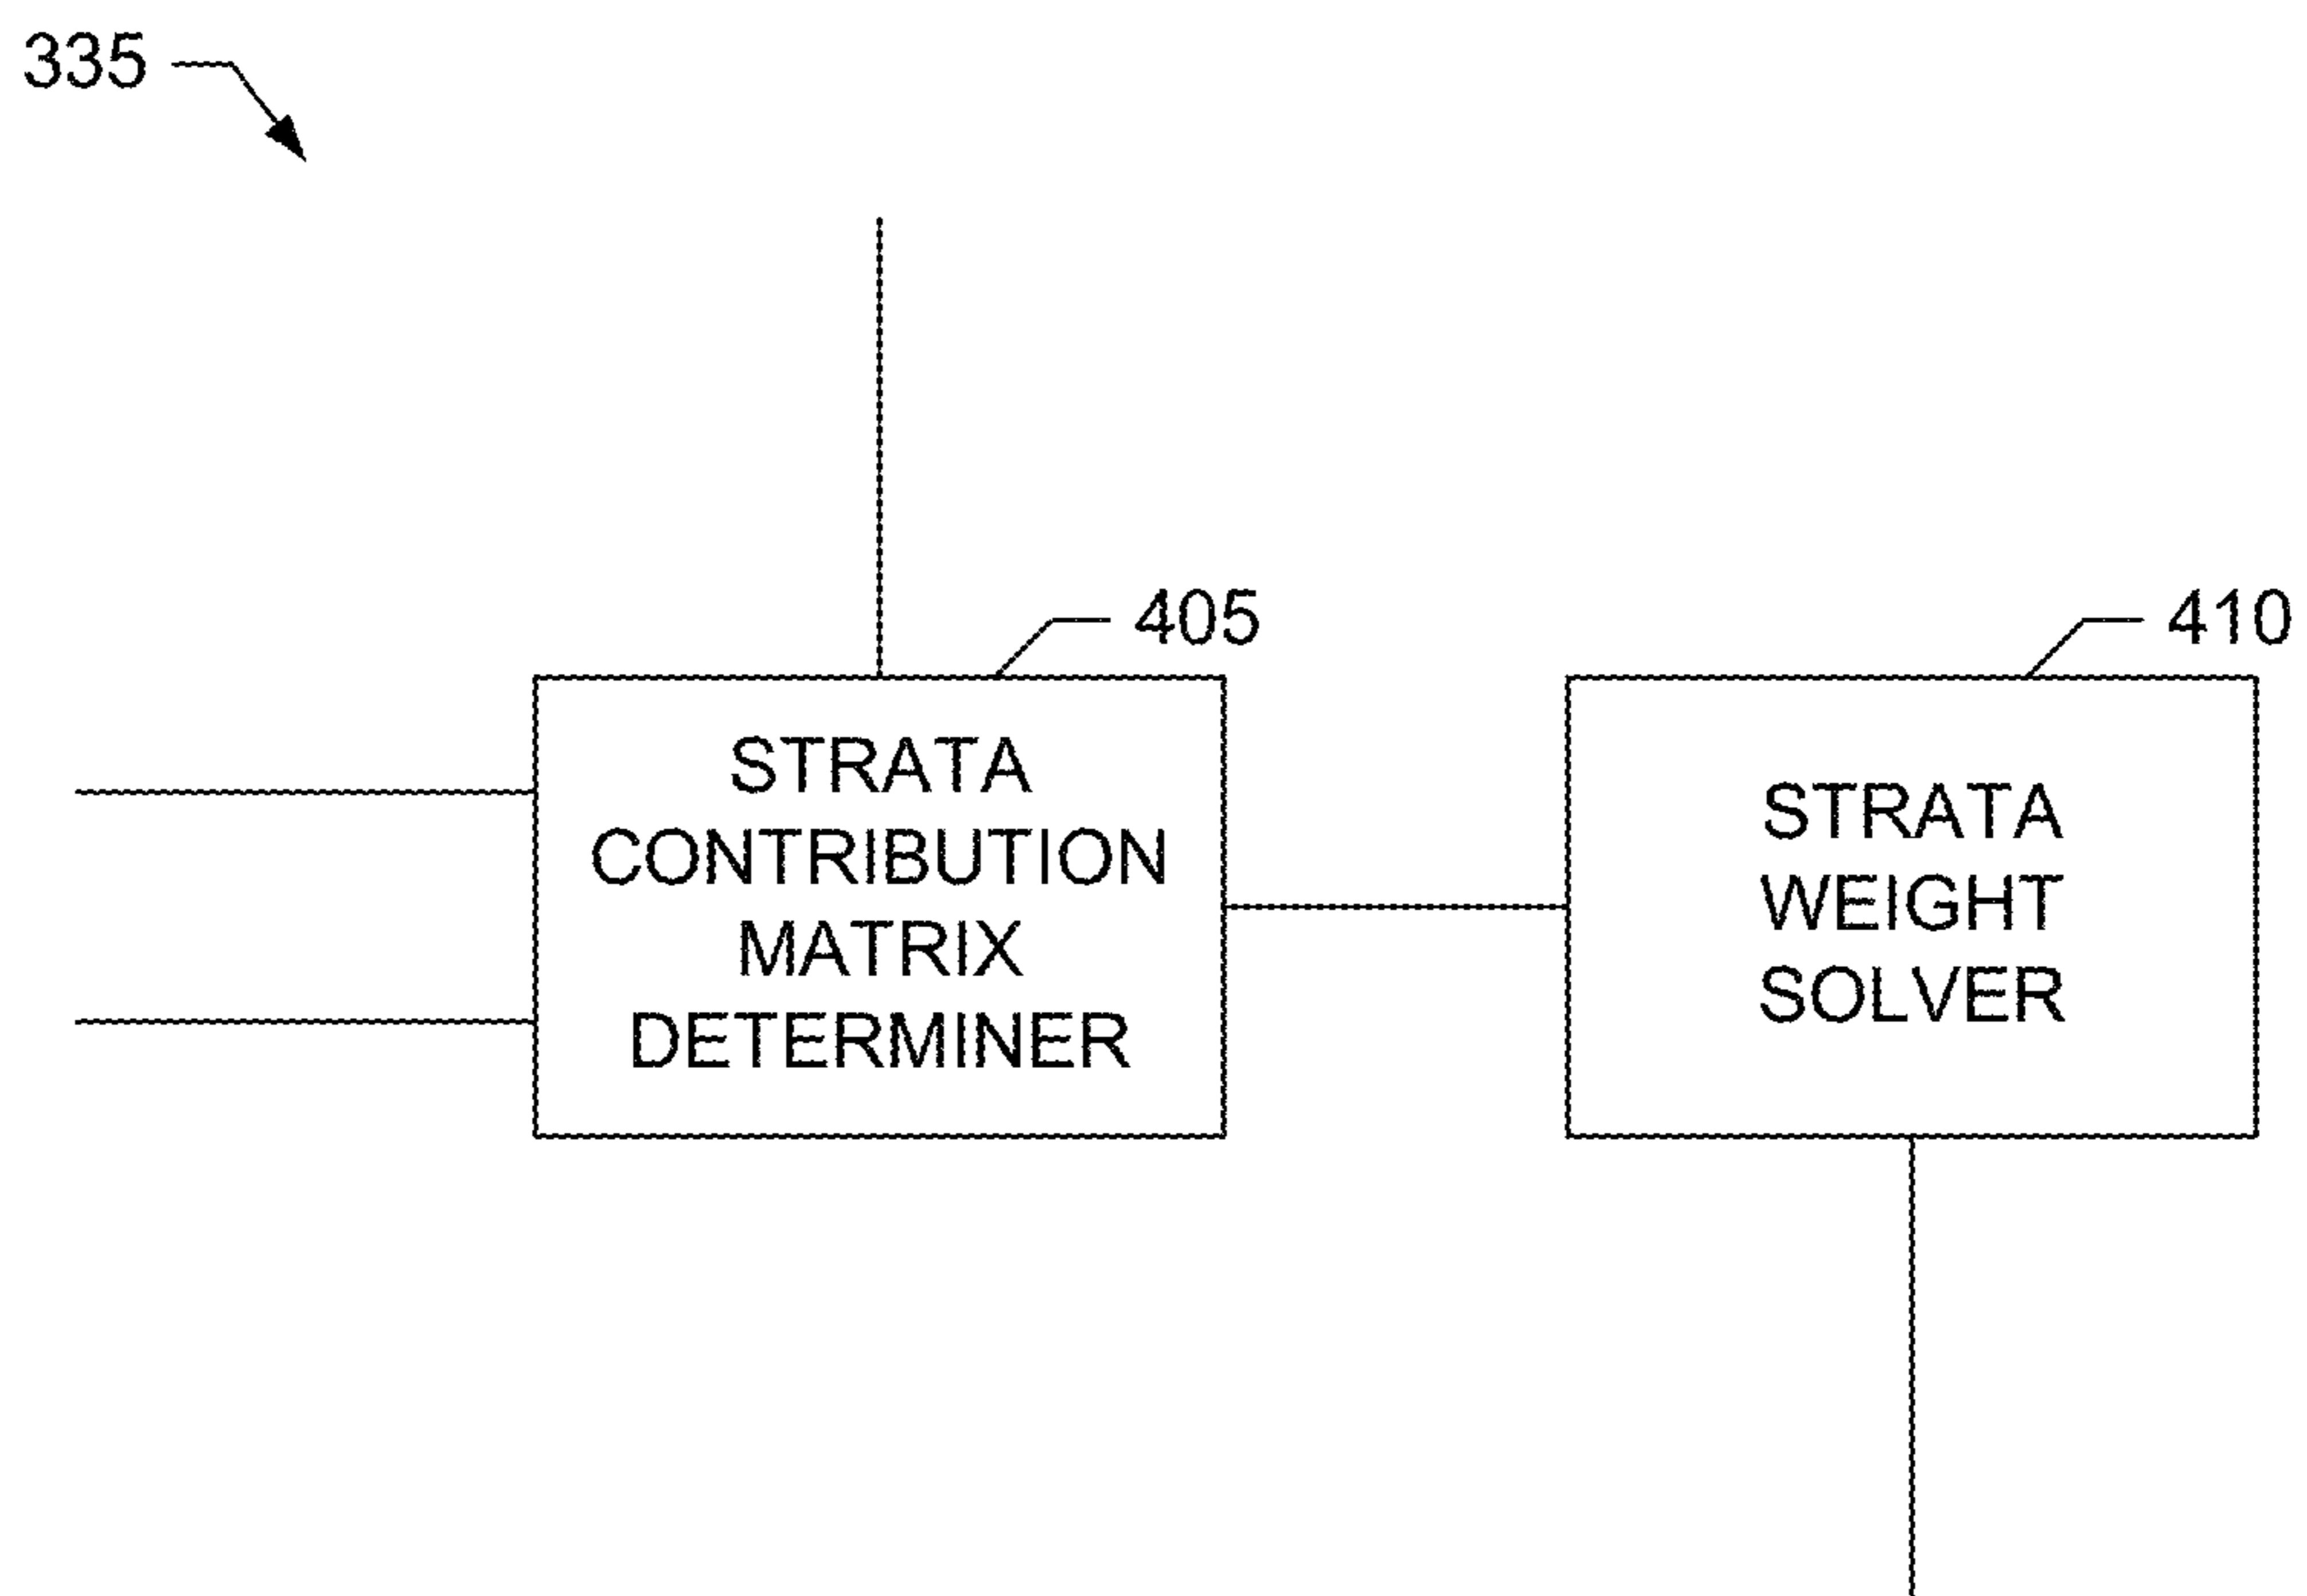 335
405
STRATA
CONTRIBUTION
MATRIX
DETERMINER
410
STRATA
WEIGHT
SOLVER